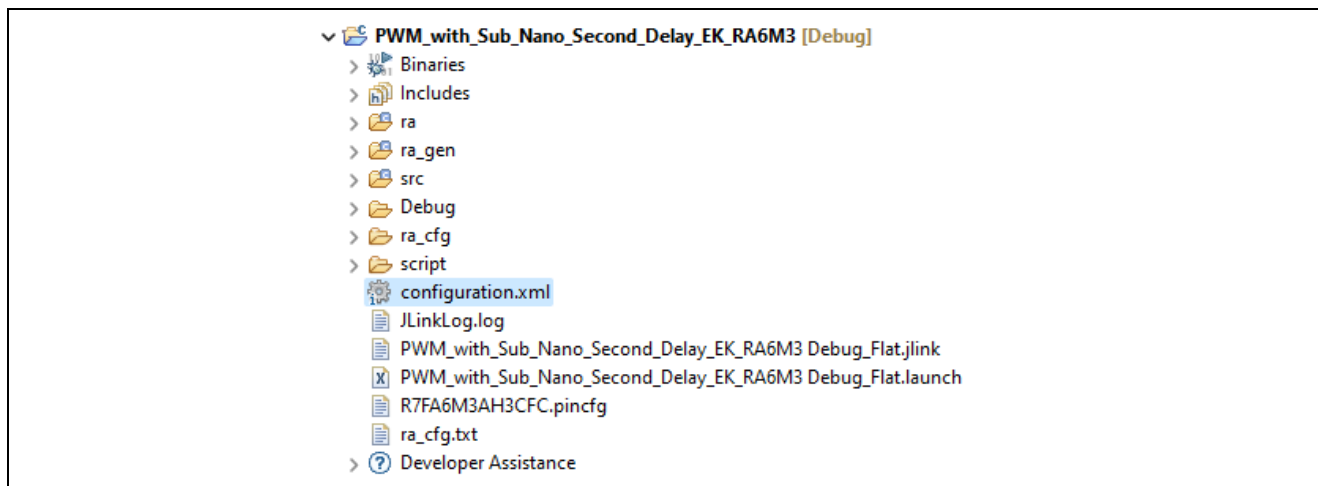 PWM_with_Sub_Nano_Second_Delay_EK_RA6M3 [Debug]
Binaries
Includes
ra
ra_gen
src
Debug
ra_cfg
script
configuration.xml
JLinkLog.log
PWM_with_Sub_Nano_Second_Delay_EK_RA6M3 Debug_Flat.jlink
PWM_with_Sub_Nano_Second_Delay_EK_RA6M3 Debug_Flat.launch
R7FA6M3AH3CFC.pincfg
ra_cfg.txt
Developer Assistance